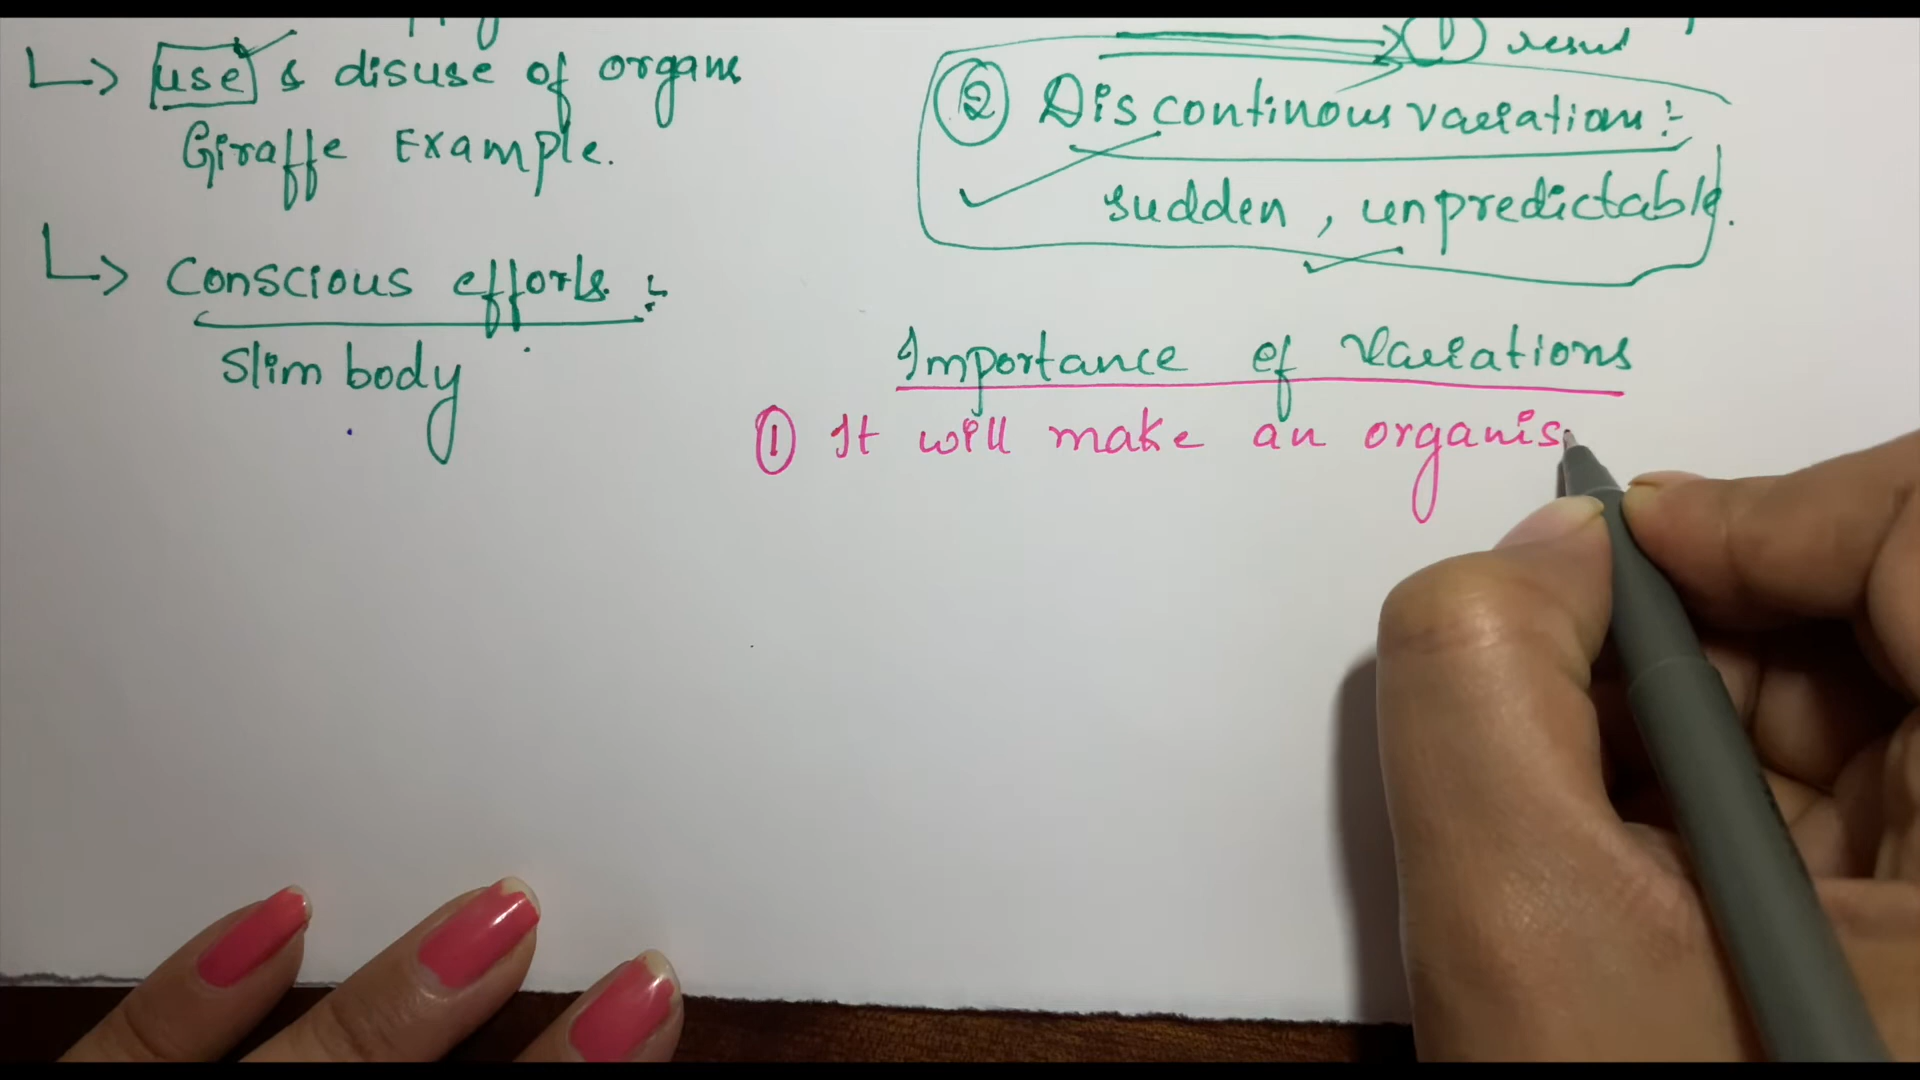 ↳ use & disuse of organs
Giraffe Example.
↳ Conscious efforts :-
Slim body
①
② Discontinous variation :-
sudden, unpredictable.
Importance of Variations
① It will make an organis